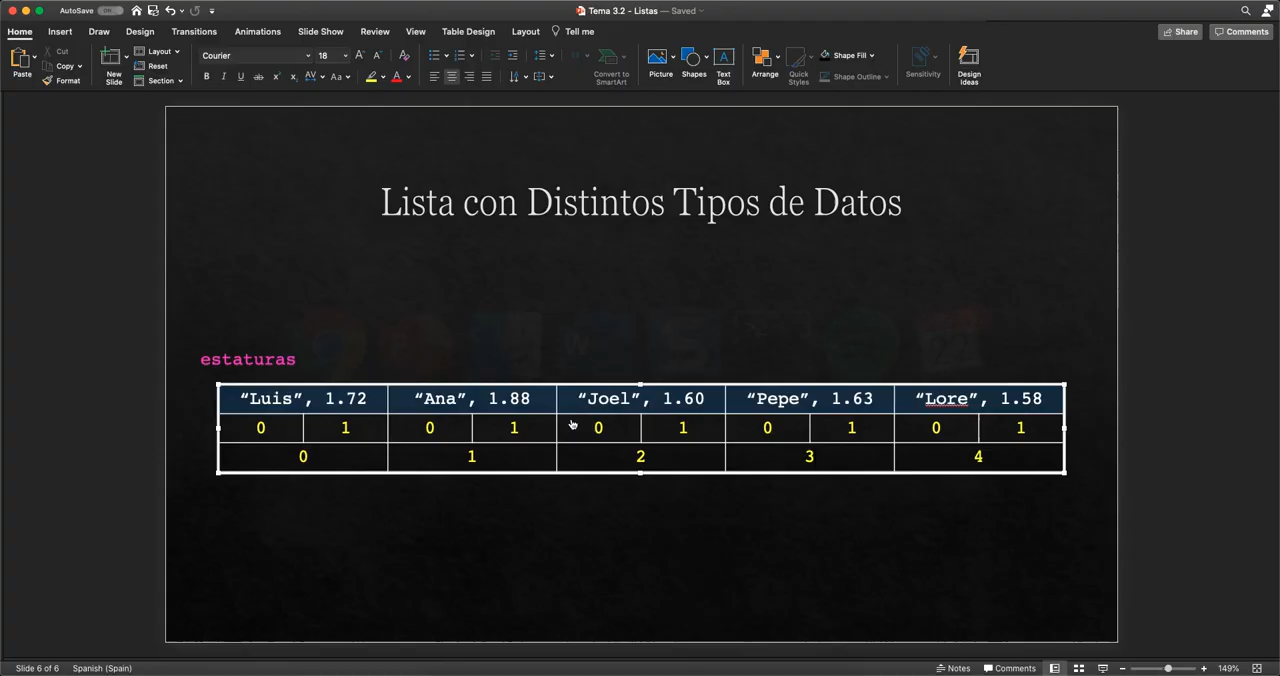 AutoSave
Tema 3.2 - Listas — Saved
Home Insert Draw Design Transitions Animations Slide Show Review View Table Design Layout Tell me Share Comments
Paste Cut Copy Format
New Slide Layout Reset Section
Courier 18
B I U ab X² X₂ AV Aa A
Convert to SmartArt
Picture Shapes Text Box Arrange Quick Styles Shape Fill Shape Outline Sensitivity Design Ideas
Lista con Distintos Tipos de Datos
estaturas
“Luis”, 1.72 “Ana”, 1.88 “Joel”, 1.60 “Pepe”, 1.63 “Lore”, 1.58
0 1 0 1 0 1 0 1 0 1
0 1 2 3 4
Slide 6 of 6 Spanish (Spain) Notes Comments 149%